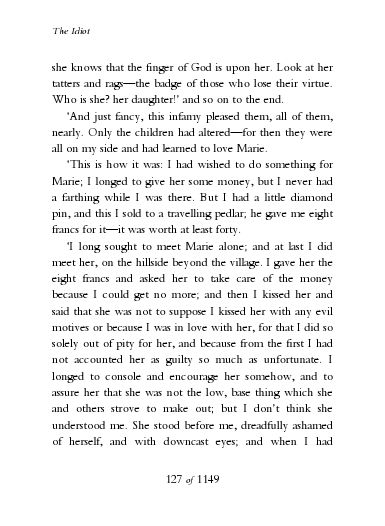 The Idiot
she knows that the finger of God is upon her. Look at her
tatters and rags—the badge of those who lose their virtue.
Who is she? her daughter!' and so on to the end.
'And just fancy, this infamy pleased them, all of them,
nearly. Only the children had altered—for then they were
all on my side and had learned to love Marie.
'This is how it was: I had wished to do something for
Marie; I longed to give her some money, but I never had
a farthing while I was there. But I had a little diamond
pin, and this I sold to a travelling pedlar; he gave me eight
francs for it—it was worth at least forty.
'I long sought to meet Marie alone; and at last I did
meet her, on the hillside beyond the village. I gave her the
eight francs and asked her to take care of the money
because I could get no more; and then I kissed her and
said that she was not to suppose I kissed her with any evil
motives or because I was in love with her, for that I did so
solely out of pity for her, and because from the first I had
not accounted her as guilty so much as unfortunate. I
longed to console and encourage her somehow, and to
assure her that she was not the low, base thing which she
and others strove to make out; but I don't think she
understood me. She stood before me, dreadfully ashamed
of herself, and with downcast eyes; and when I had
127 of 1149